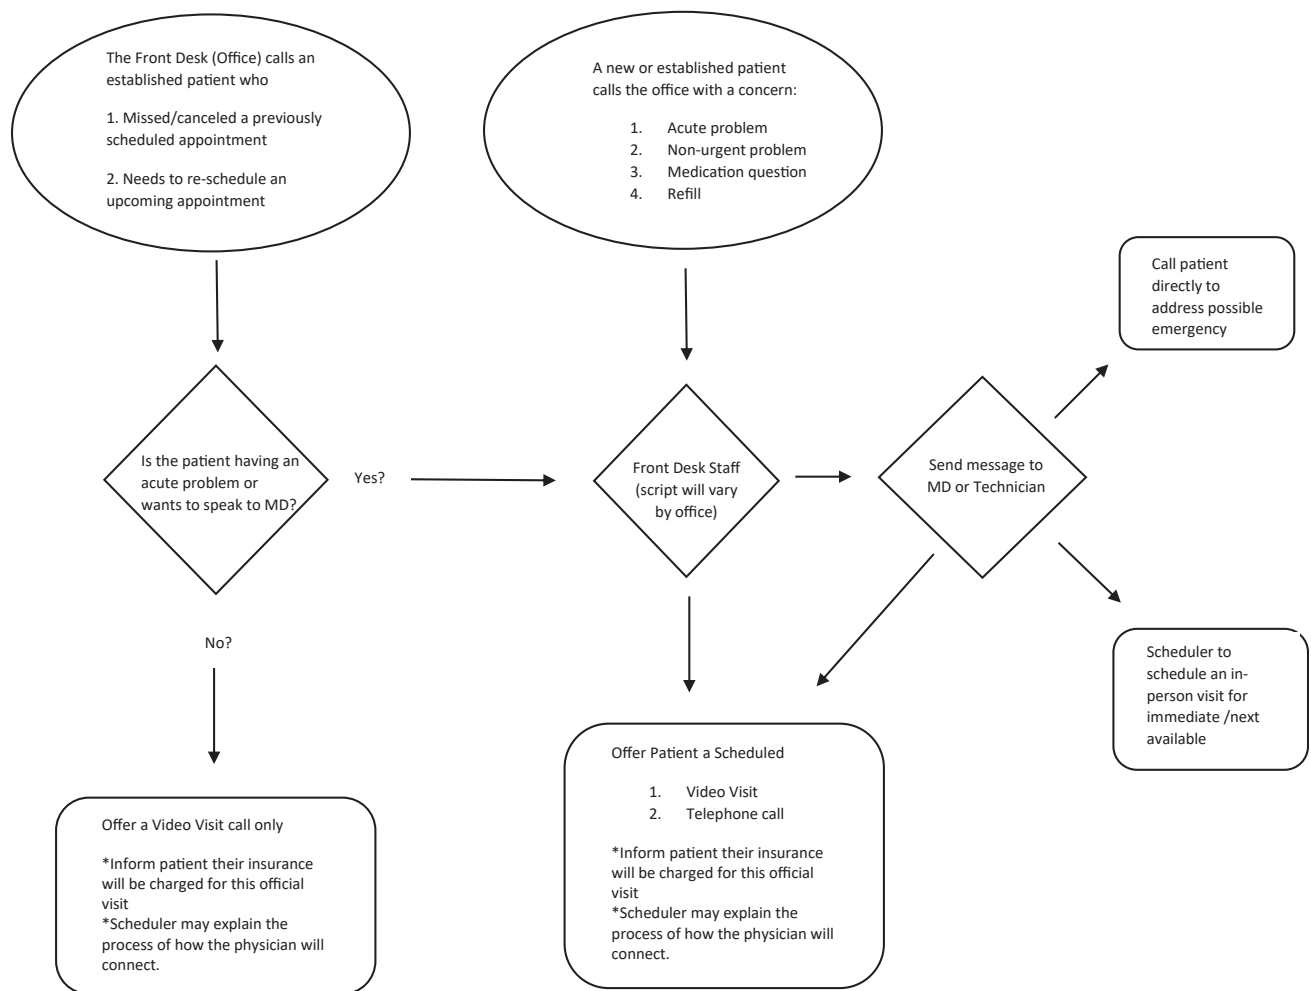 The Front Desk (Office) calls an
established patient who
1. Missed/canceled a previously
scheduled appointment
2. Needs to re-schedule an
upcoming appointment
A new or established patient
calls the office with a concern:
1. Acute problem
2. Non-urgent problem
3. Medication question
4. Refill
Call patient
directly to
address possible
emergency
Is the patient having an
acute problem or
wants to speak to MD?
Yes?
Front Desk Staff
(script will vary
by office)
Send message to
MD or Technician
No?
Scheduler to
schedule an in-
person visit for
immediate /next
available
Offer a Video Visit call only
*Inform patient their insurance
will be charged for this official
visit
*Scheduler may explain the
process of how the physician will
connect.
Offer Patient a Scheduled
1. Video Visit
2. Telephone call
*Inform patient their insurance
will be charged for this official
visit
*Scheduler may explain the
process of how the physician will
connect.